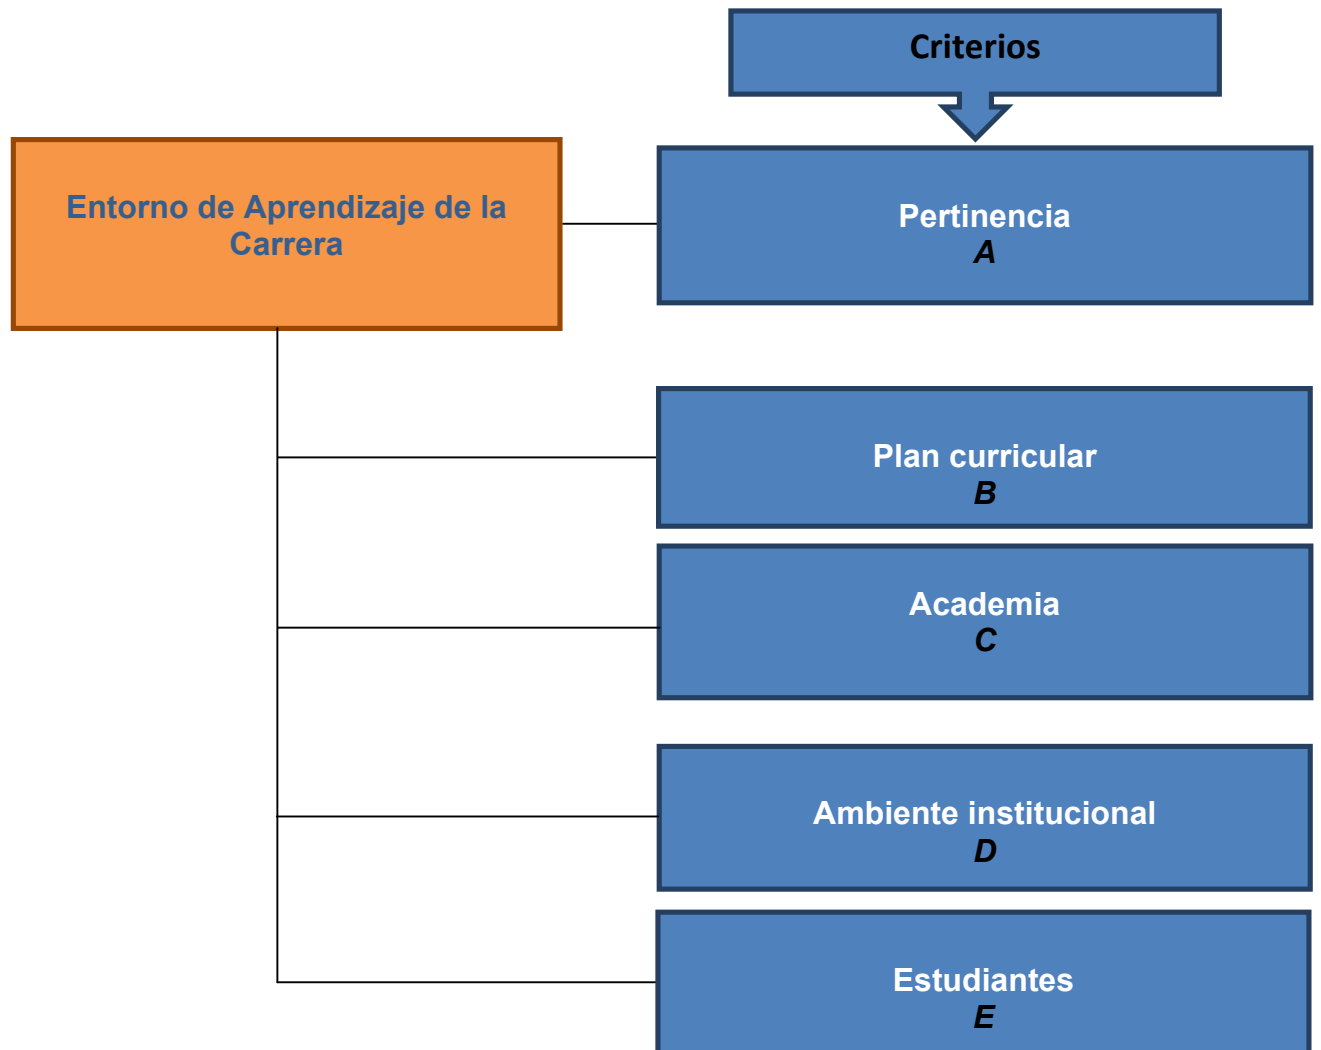 Criterios
Entorno de Aprendizaje de la
Carrera
Pertinencia
A
Plan curricular
B
Academia
C
Ambiente institucional
D
Estudiantes
E